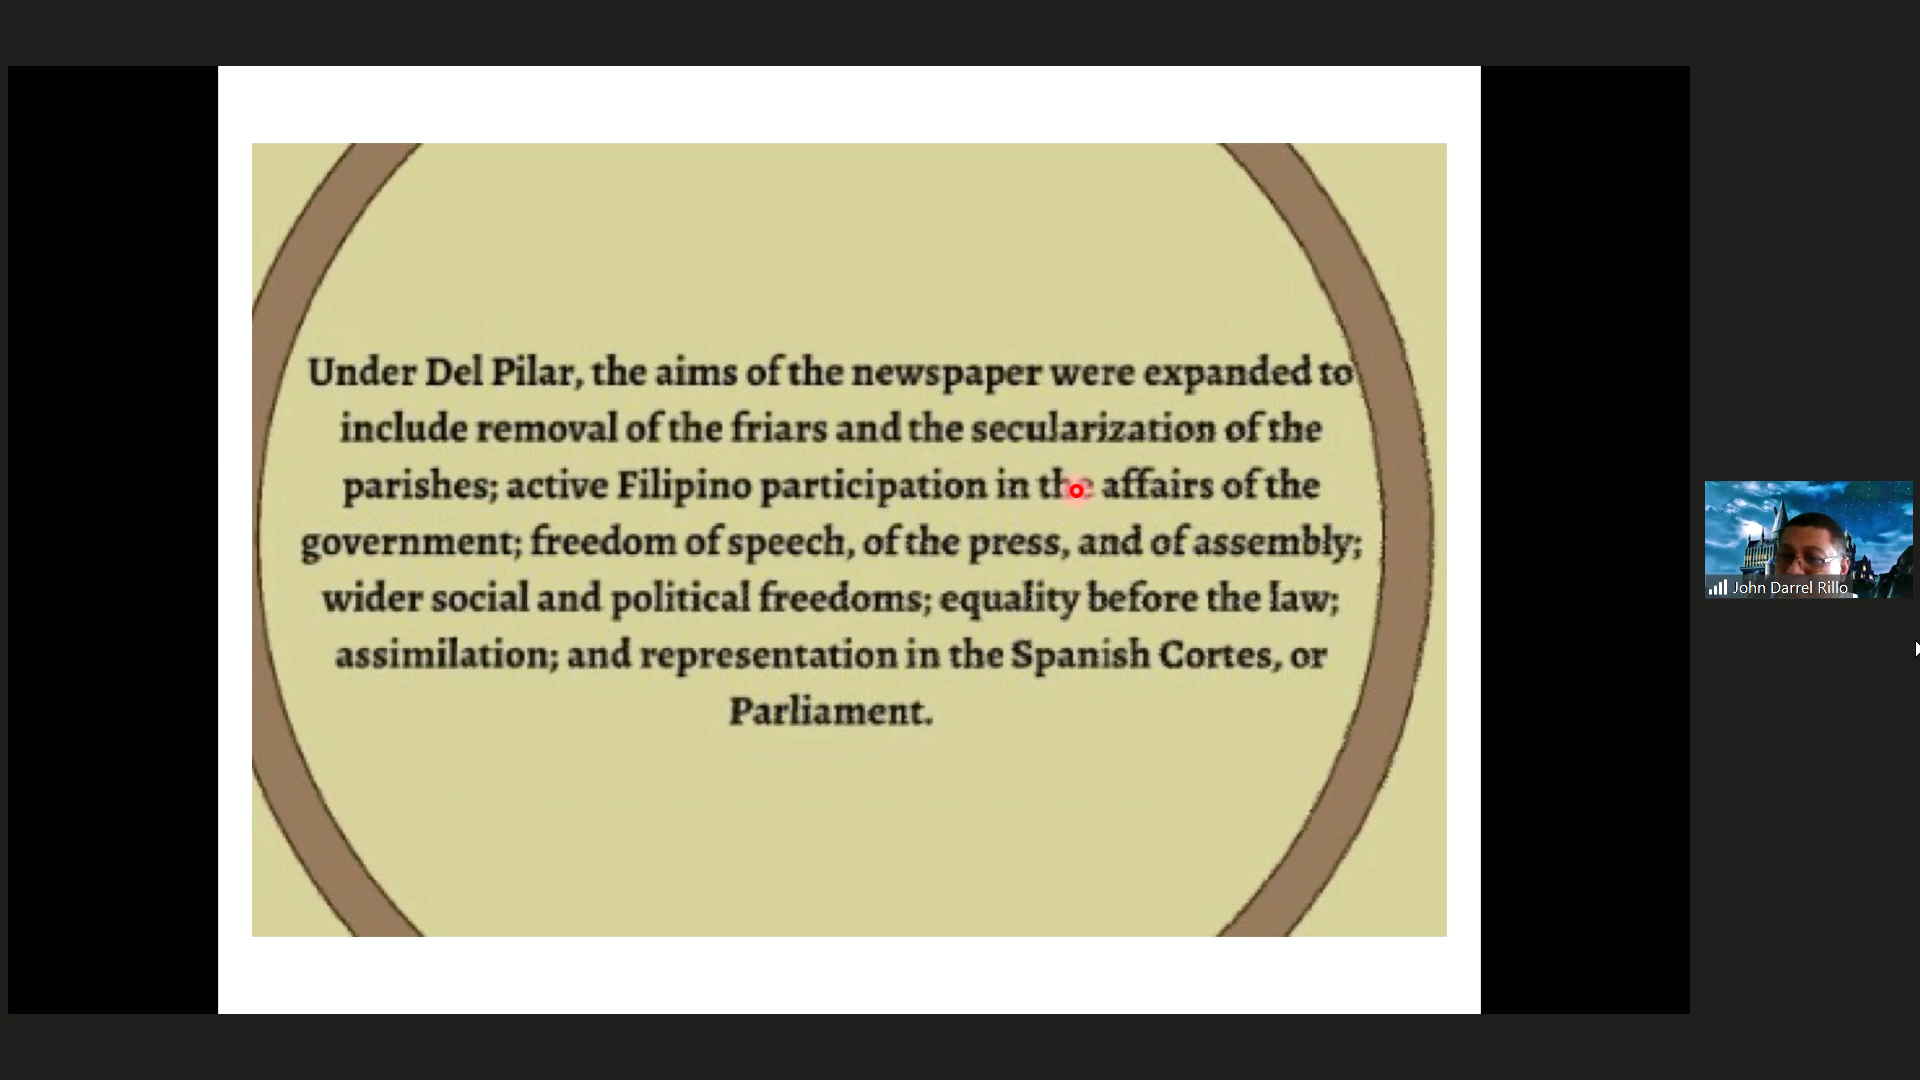 Under Del Pilar, the aims of the newspaper were expanded to
include removal of the friars and the secularization of the
parishes; active Filipino participation in the affairs of the
government; freedom of speech, of the press, and of assembly;
wider social and political freedoms; equality before the law;
assimilation; and representation in the Spanish Cortes, or
Parliament.
John Darrel Rillo